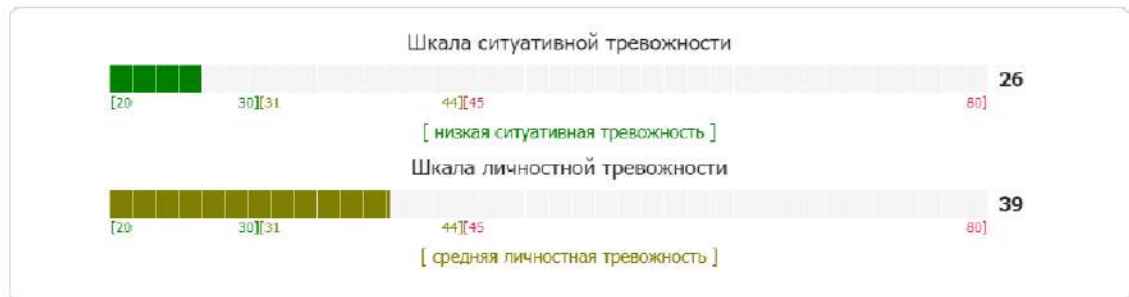 Шкала ситуативной тревожности
26
[20 30][31 44][45 80]
[ низкая ситуативная тревожность ]
Шкала личностной тревожности
39
[20 30][31 44][45 80]
[ средняя личностная тревожность ]